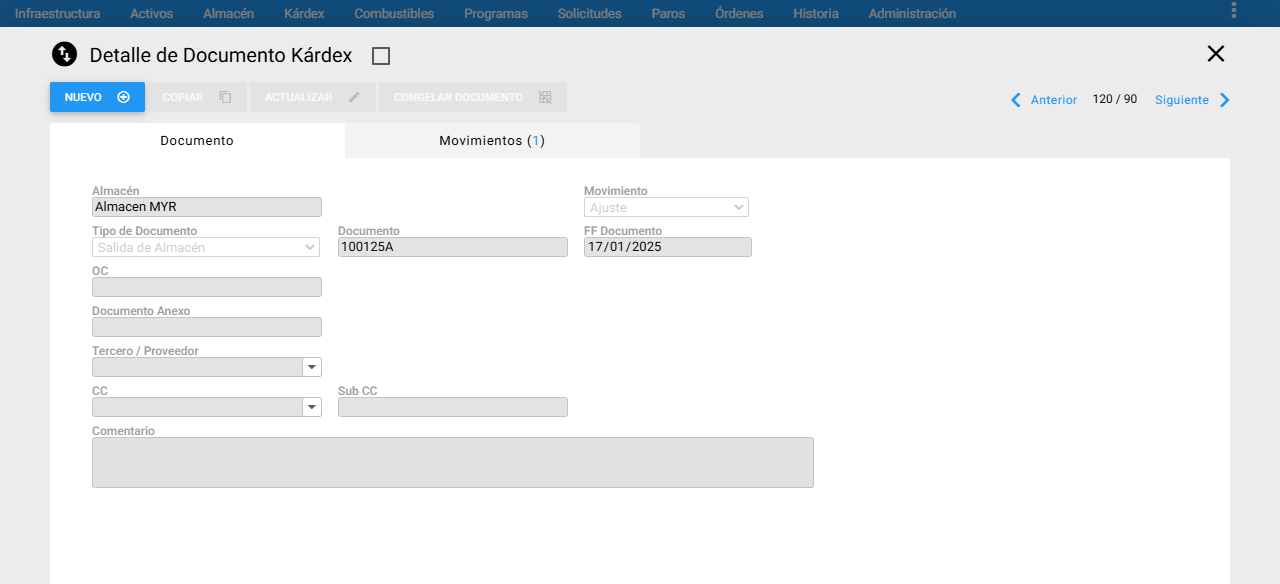 Infraestructura Activos Almacén Kárdex Combustibles Programas Solicitudes Paros Órdenes Historia Administración
Detalle de Documento Kárdex
NUEVO COPIAR ACTUALIZAR CONGELAR DOCUMENTO Anterior 120 / 90 Siguiente
Documento Movimientos (1)
Almacén Movimiento
Almacen MYR Ajuste
Tipo de Documento Documento FF Documento
Salida de Almacén 100125A 17/01/2025
OC
Documento Anexo
Tercero / Proveedor
CC Sub CC
Comentario